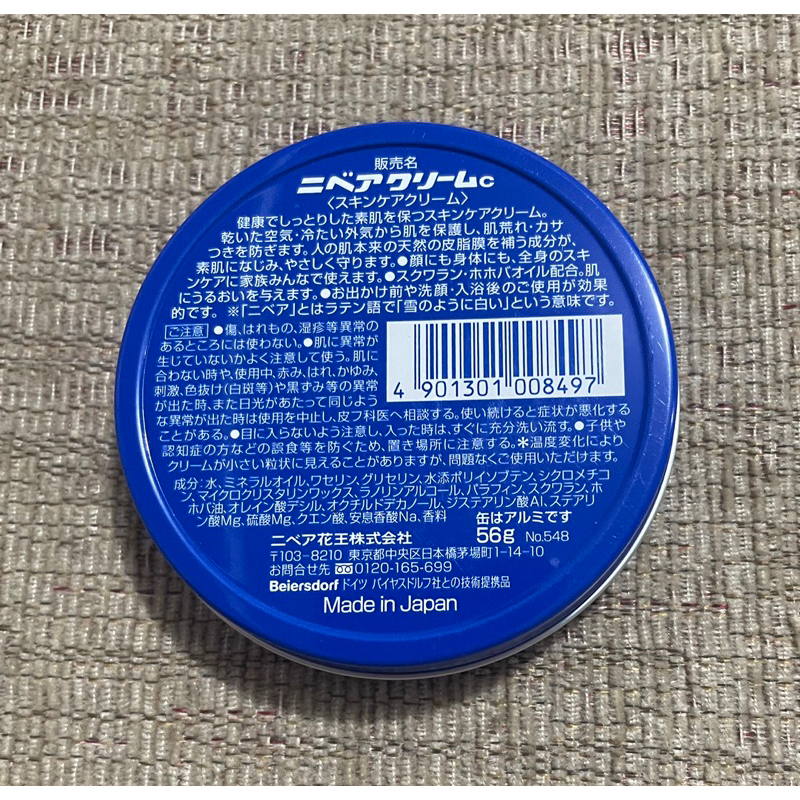 販売名
ニベアクリームc
〈スキンケアクリーム〉
健康でしっとりした素肌を保つスキンケアクリーム。
乾いた空気・冷たい外気から肌を保護し、肌荒れ・カサ
つきを防ぎます。人の肌本来の天然の皮脂膜を補う成分が、
素肌になじみ、やさしく守ります。●顔にも身体にも、全身のスキ
ンケアに家族みんなで使えます。●スクワラン・ホホバオイル配合。肌
にうるおいを与えます。●お出かけ前や洗顔・入浴後のご使用が効果
的です。 ※「ニベア」とはラテン語で「雪のように白い」という意味です。
ご注意 ●傷、はれもの、湿疹等異常の
あるところには使わない。●肌に異常が
生じていないかよく注意して使う。肌に
合わない時や、使用中、赤み、はれ、かゆみ、
刺激、色抜け(白斑等)や黒ずみ等の異常
が出た時、また日光があたって同じよう
な異常が出た時は使用を中止し、皮フ科医へ相談する。使い続けると症状が悪化する
ことがある。●目に入らないよう注意し、入った時は、すぐに充分洗い流す。●子供や
認知症の方などの誤食等を防ぐため、置き場所に注意する。＊温度変化により
クリームが小さい粒状に見えることがありますが、問題なくご使用いただけます。
4 901301 008497
成分：水、ミネラルオイル、ワセリン、グリセリン、水添ポリイソブテン、シクロメチコ
ン、マイクロクリスタリンワックス、ラノリンアルコール、パラフィン、スクワラン、ホ
ホバ油、オレイン酸デシル、オクチルドデカノール、ジステアリン酸Al、ステアリ
ン酸Mg、硫酸Mg、クエン酸、安息香酸Na、香料
缶はアルミです
ニベア花王株式会社
56g No.548
〒103-8210 東京都中央区日本橋茅場町1-14-10
お問合せ先 0120-165-699
Beiersdorf ドイツ バイヤスドルフ社との技術提携品
Made in Japan